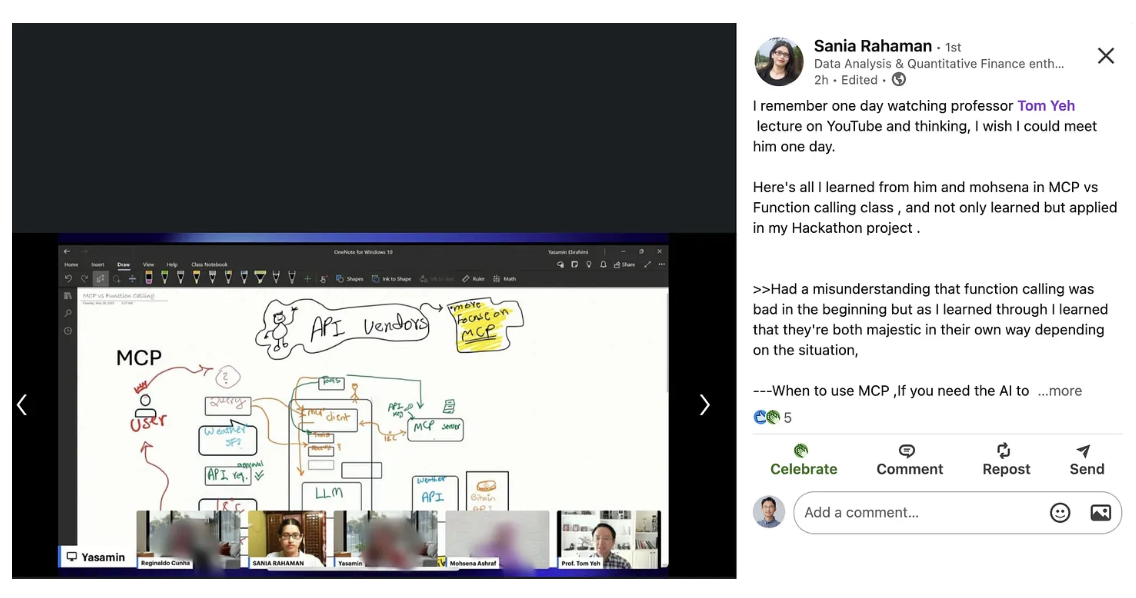 OneNote for Windows 10
Yasamin Ebrahimi
Home Insert Draw View Help Class Notebook
Share
Shapes
Ink to Shape
Ruler
Math
MCP vs Function Calling
API vendors
more
focus on
MCP
MCP
?
User
Query
Weather
SF?
approval
API req.
Tools
MCP client
API
key
MCP server
LLM
Weather
API
Yasamin
Reginaldo Cunha
SANIA RAHAMAN
Yasamin
Mohsena Ashraf
Prof. Tom Yeh
Sania Rahaman • 1st
Data Analysis & Quantitative Finance enth...
2h • Edited •
I remember one day watching professor Tom Yeh
lecture on YouTube and thinking, I wish I could meet
him one day.
Here's all I learned from him and mohsena in MCP vs
Function calling class , and not only learned but applied
in my Hackathon project .
>>Had a misunderstanding that function calling was
bad in the beginning but as I learned through I learned
that they're both majestic in their own way depending
on the situation,
---When to use MCP ,If you need the AI to ...more
5
Celebrate
Comment
Repost
Send
Add a comment...